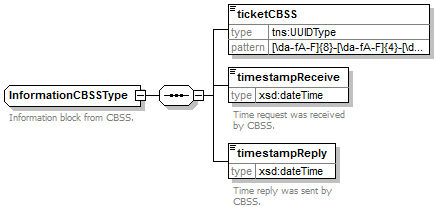 ticketCBSS
type tns:UUIDType
pattern [\da-fA-F]{8}-[\da-fA-F]{4}-[\d...
InformationCBSSType
Information block from CBSS.
timestampReceive
type xsd:dateTime
Time request was received
by CBSS.
timestampReply
type xsd:dateTime
Time reply was sent by
CBSS.